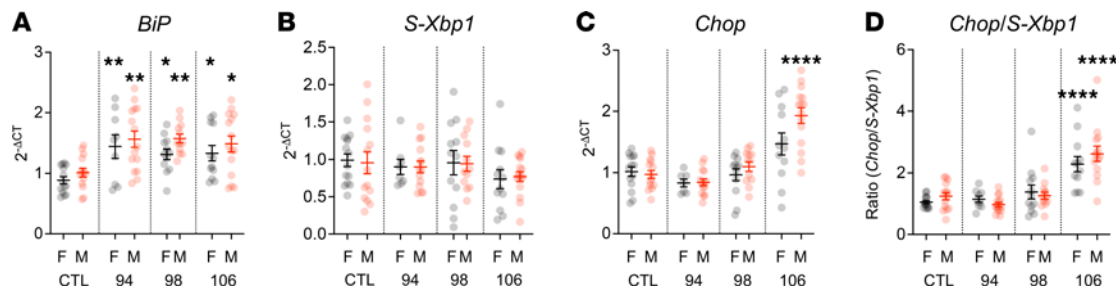 A BiP
2-ΔCT
3
2
1
0
** ** * ** * *
F M F M F M F M
CTL 94 98 106
B S-Xbp1
2-ΔCT
2.5
2.0
1.5
1.0
0.5
0.0
F M F M F M F M
CTL 94 98 106
C Chop
2-ΔCT
3
2
1
0
****
F M F M F M F M
CTL 94 98 106
D Chop/S-Xbp1
Ratio (Chop/S-Xbp1)
6
4
2
0
****
****
F M F M F M F M
CTL 94 98 106